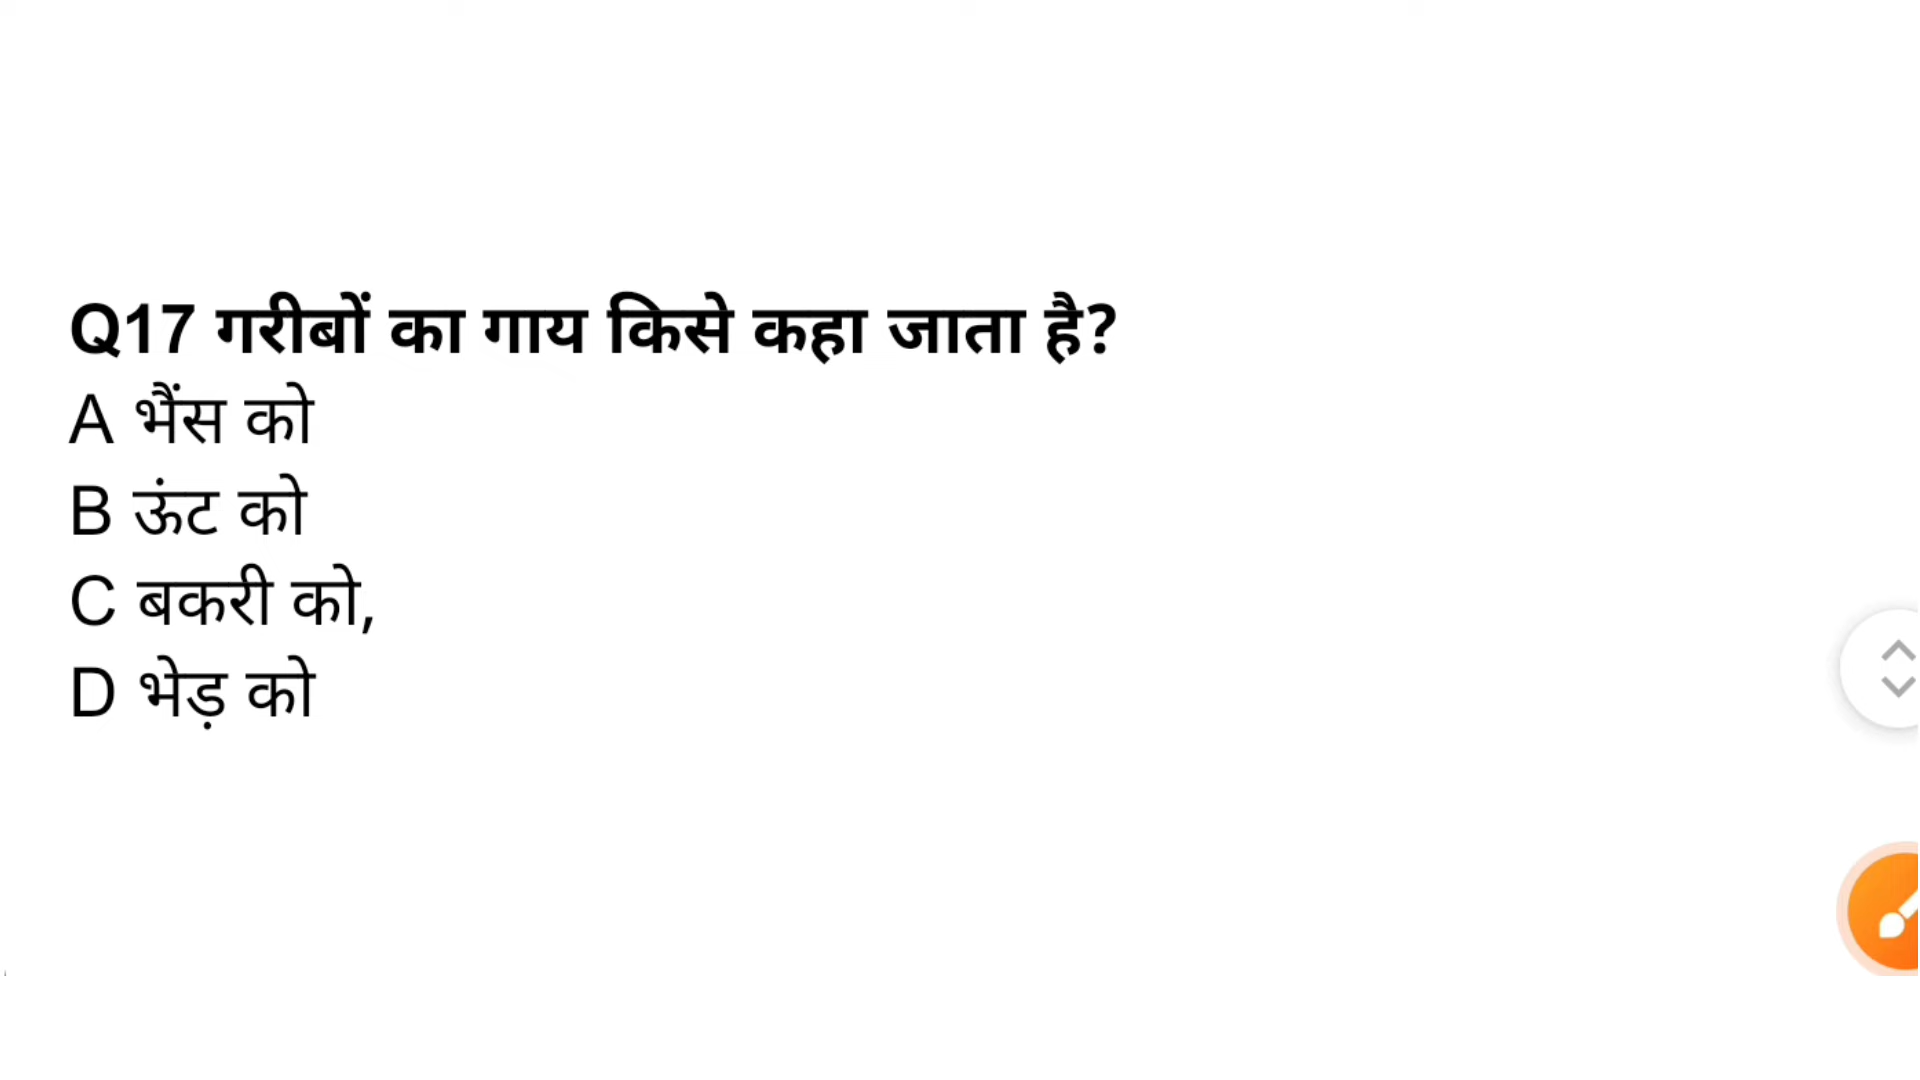 Q17 गरीबों का गाय किसे कहा जाता है?
A भैंस को
B ऊंट को
C बकरी को,
D भेड़ को